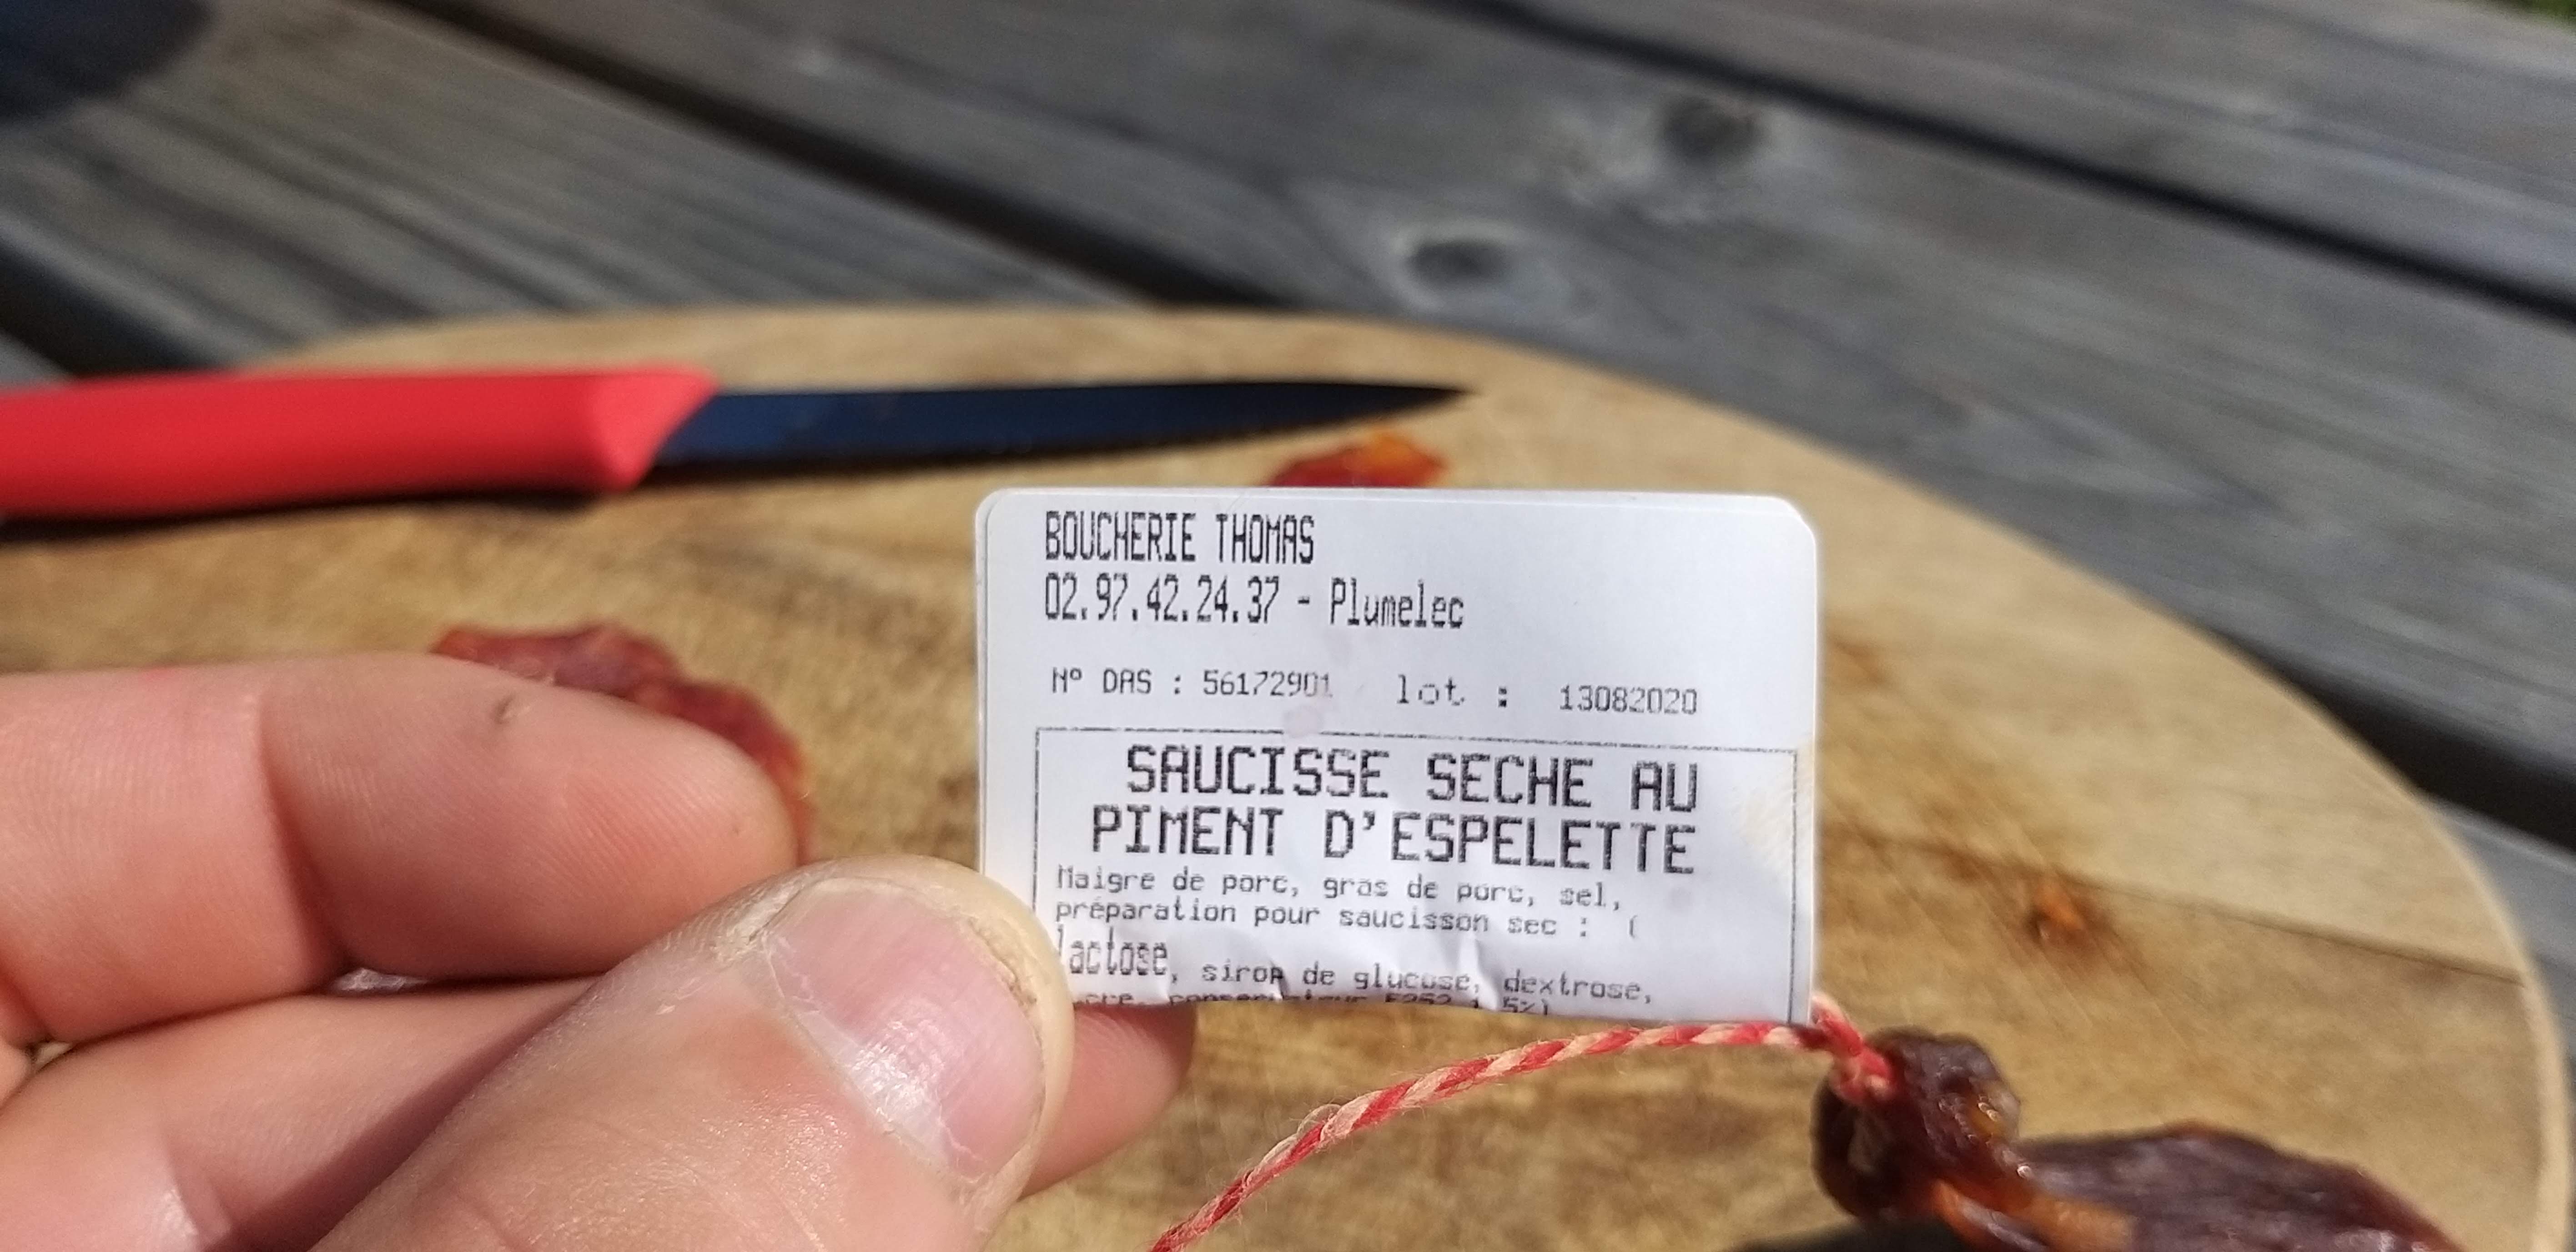 BOUCHERIE THOMAS
02.97.42.24.37 - Plumelec
N° DAS : 56172901 lot : 13082020
SAUCISSE SECHE AU
PIMENT D'ESPELETTE
Maigre de porc, gras de porc, sel,
préparation pour saucisson sec : (
lactose, sirop de glucose, dextrose,
E252